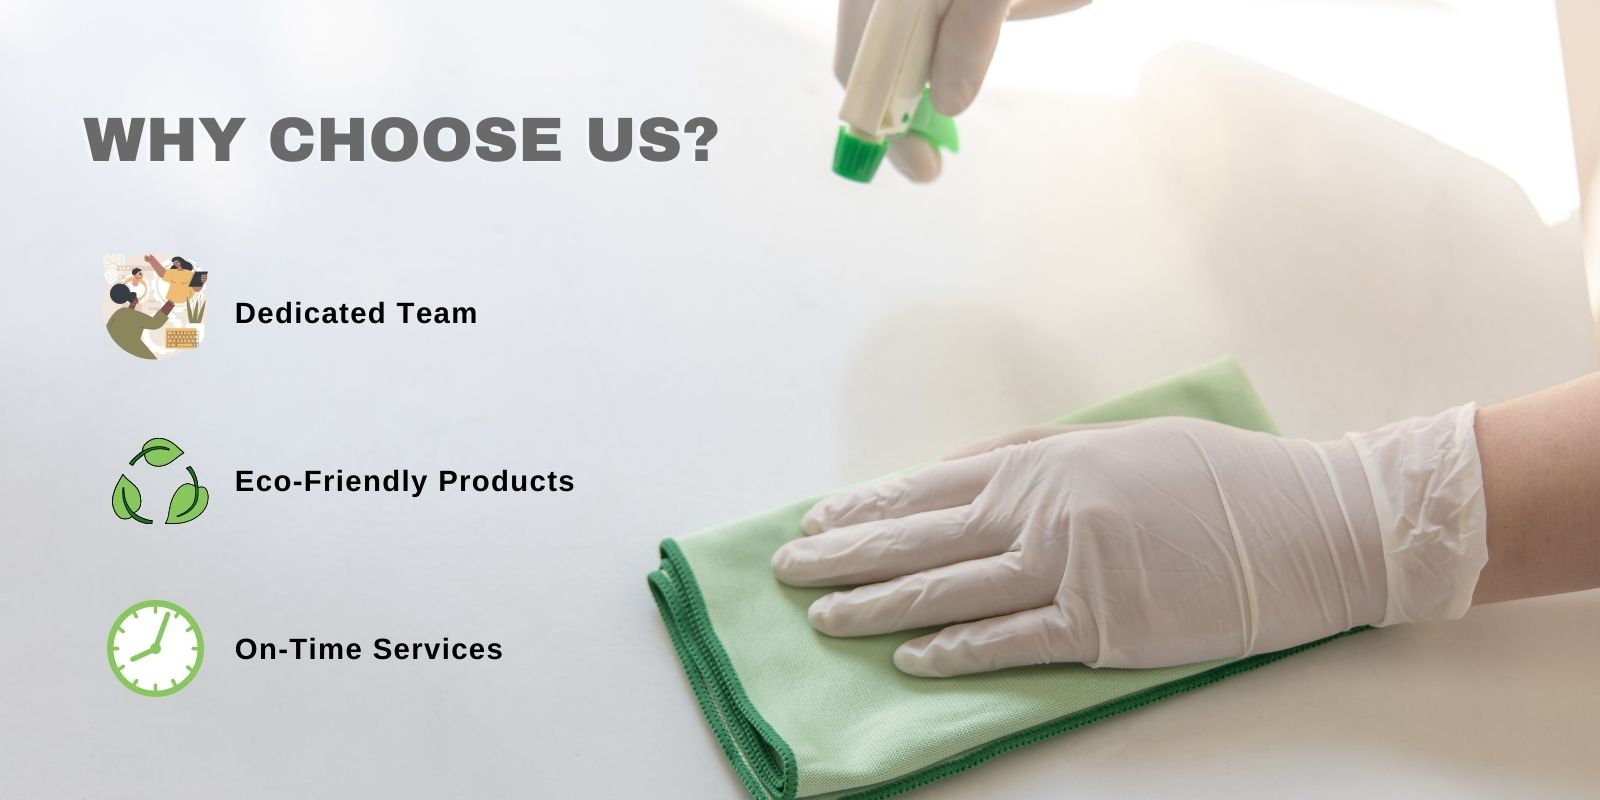 WHY CHOOSE US?
Dedicated Team
Eco-Friendly Products
On-Time Services